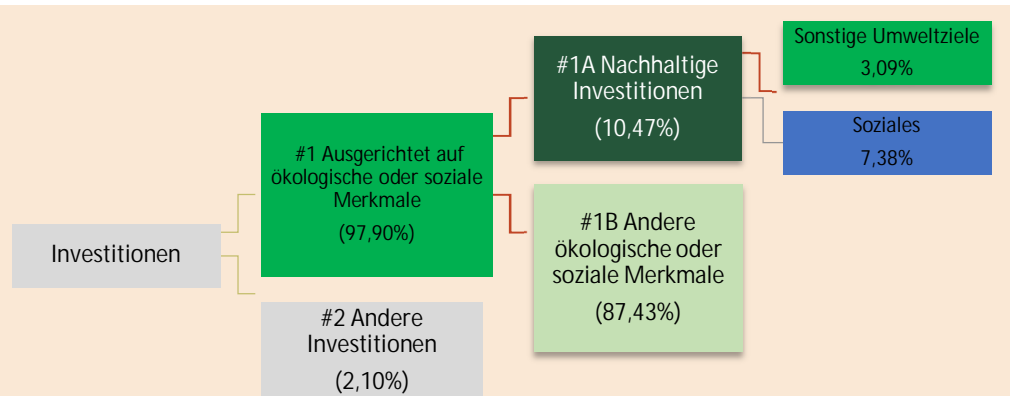 Investitionen
#1 Ausgerichtet auf
ökologische oder soziale
Merkmale
(97,90%)
#2 Andere
Investitionen
(2,10%)
#1A Nachhaltige
Investitionen
(10,47%)
#1B Andere
ökologische oder
soziale Merkmale
(87,43%)
Sonstige Umweltziele
3,09%
Soziales
7,38%